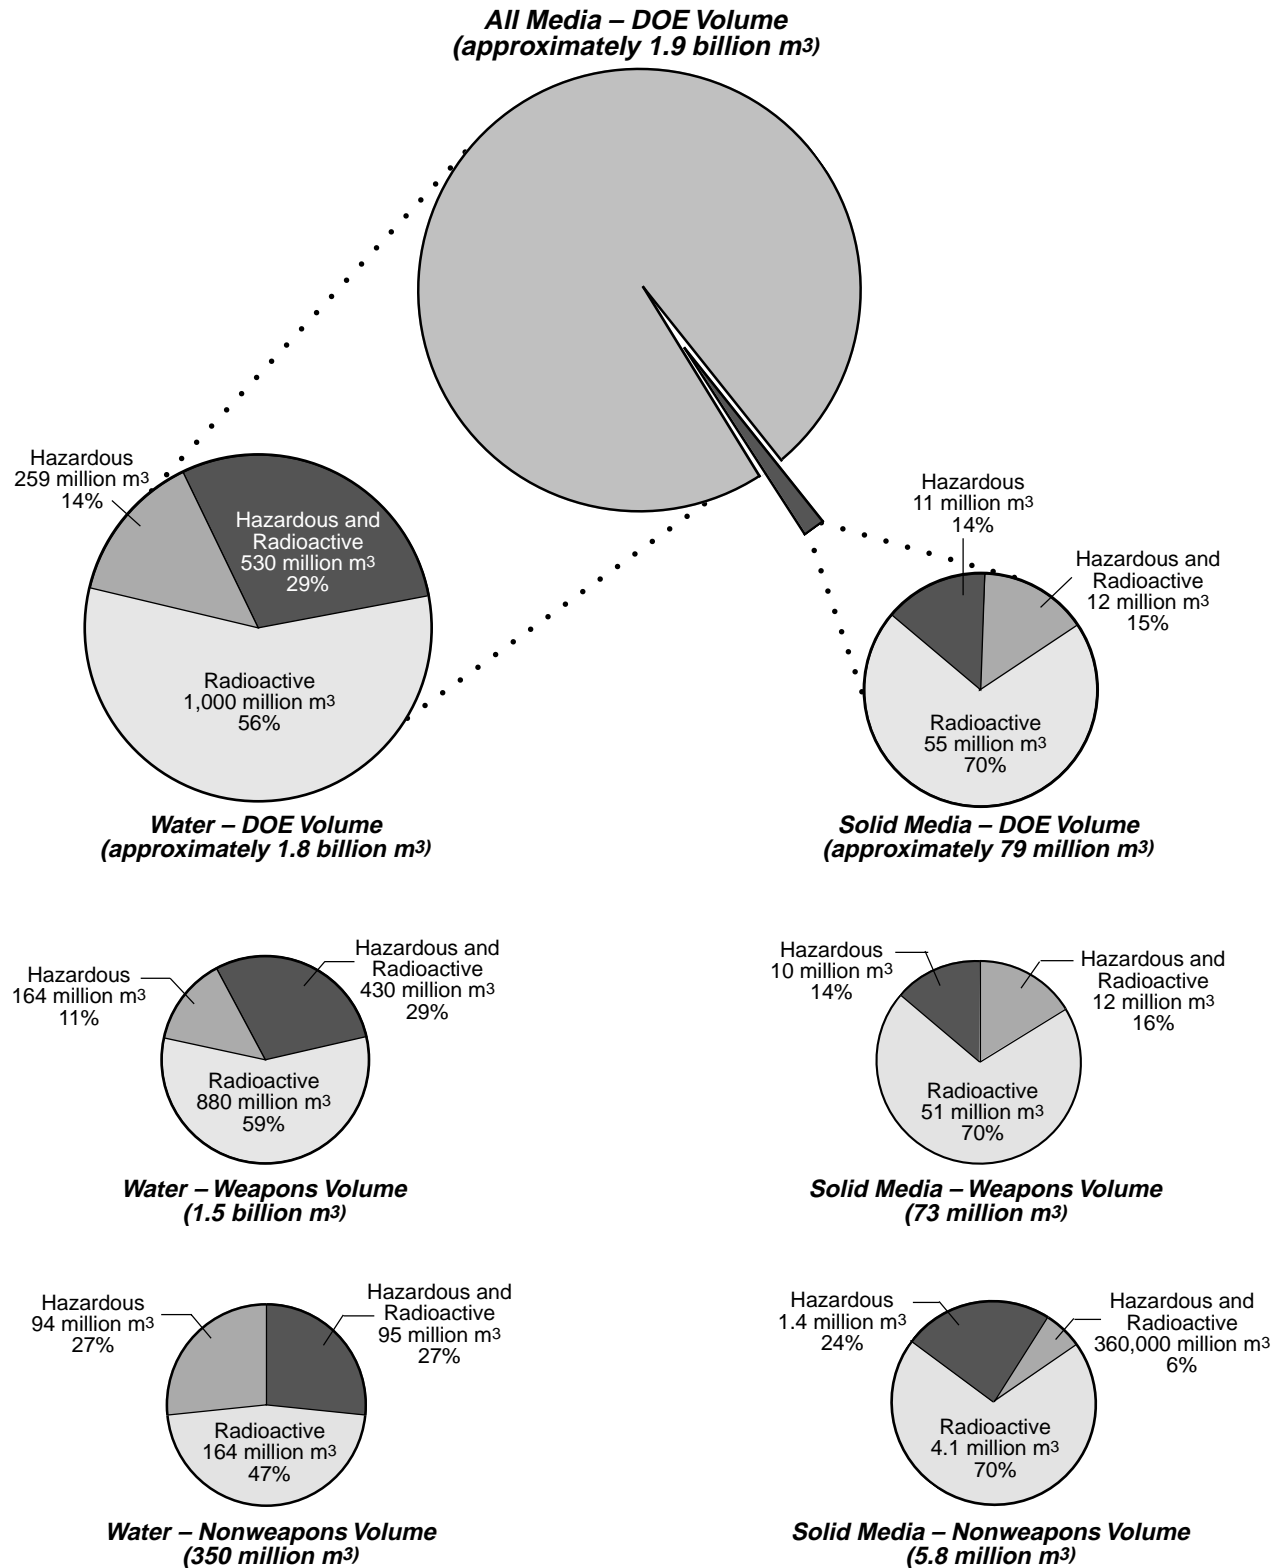 All Media – DOE Volume
(approximately 1.9 billion m3)
Hazardous
259 million m3
14%
Hazardous and
Radioactive
530 million m3
29%
Radioactive
1,000 million m3
56%
Water – DOE Volume
(approximately 1.8 billion m3)
Hazardous
11 million m3
14%
Hazardous and
Radioactive
12 million m3
15%
Radioactive
55 million m3
70%
Solid Media – DOE Volume
(approximately 79 million m3)
Hazardous
164 million m3
11%
Hazardous and
Radioactive
430 million m3
29%
Radioactive
880 million m3
59%
Water – Weapons Volume
(1.5 billion m3)
Hazardous
10 million m3
14%
Hazardous and
Radioactive
12 million m3
16%
Radioactive
51 million m3
70%
Solid Media – Weapons Volume
(73 million m3)
Hazardous
94 million m3
27%
Hazardous and
Radioactive
95 million m3
27%
Radioactive
164 million m3
47%
Water – Nonweapons Volume
(350 million m3)
Hazardous
1.4 million m3
24%
Hazardous and
Radioactive
360,000 million m3
6%
Radioactive
4.1 million m3
70%
Solid Media – Nonweapons Volume
(5.8 million m3)